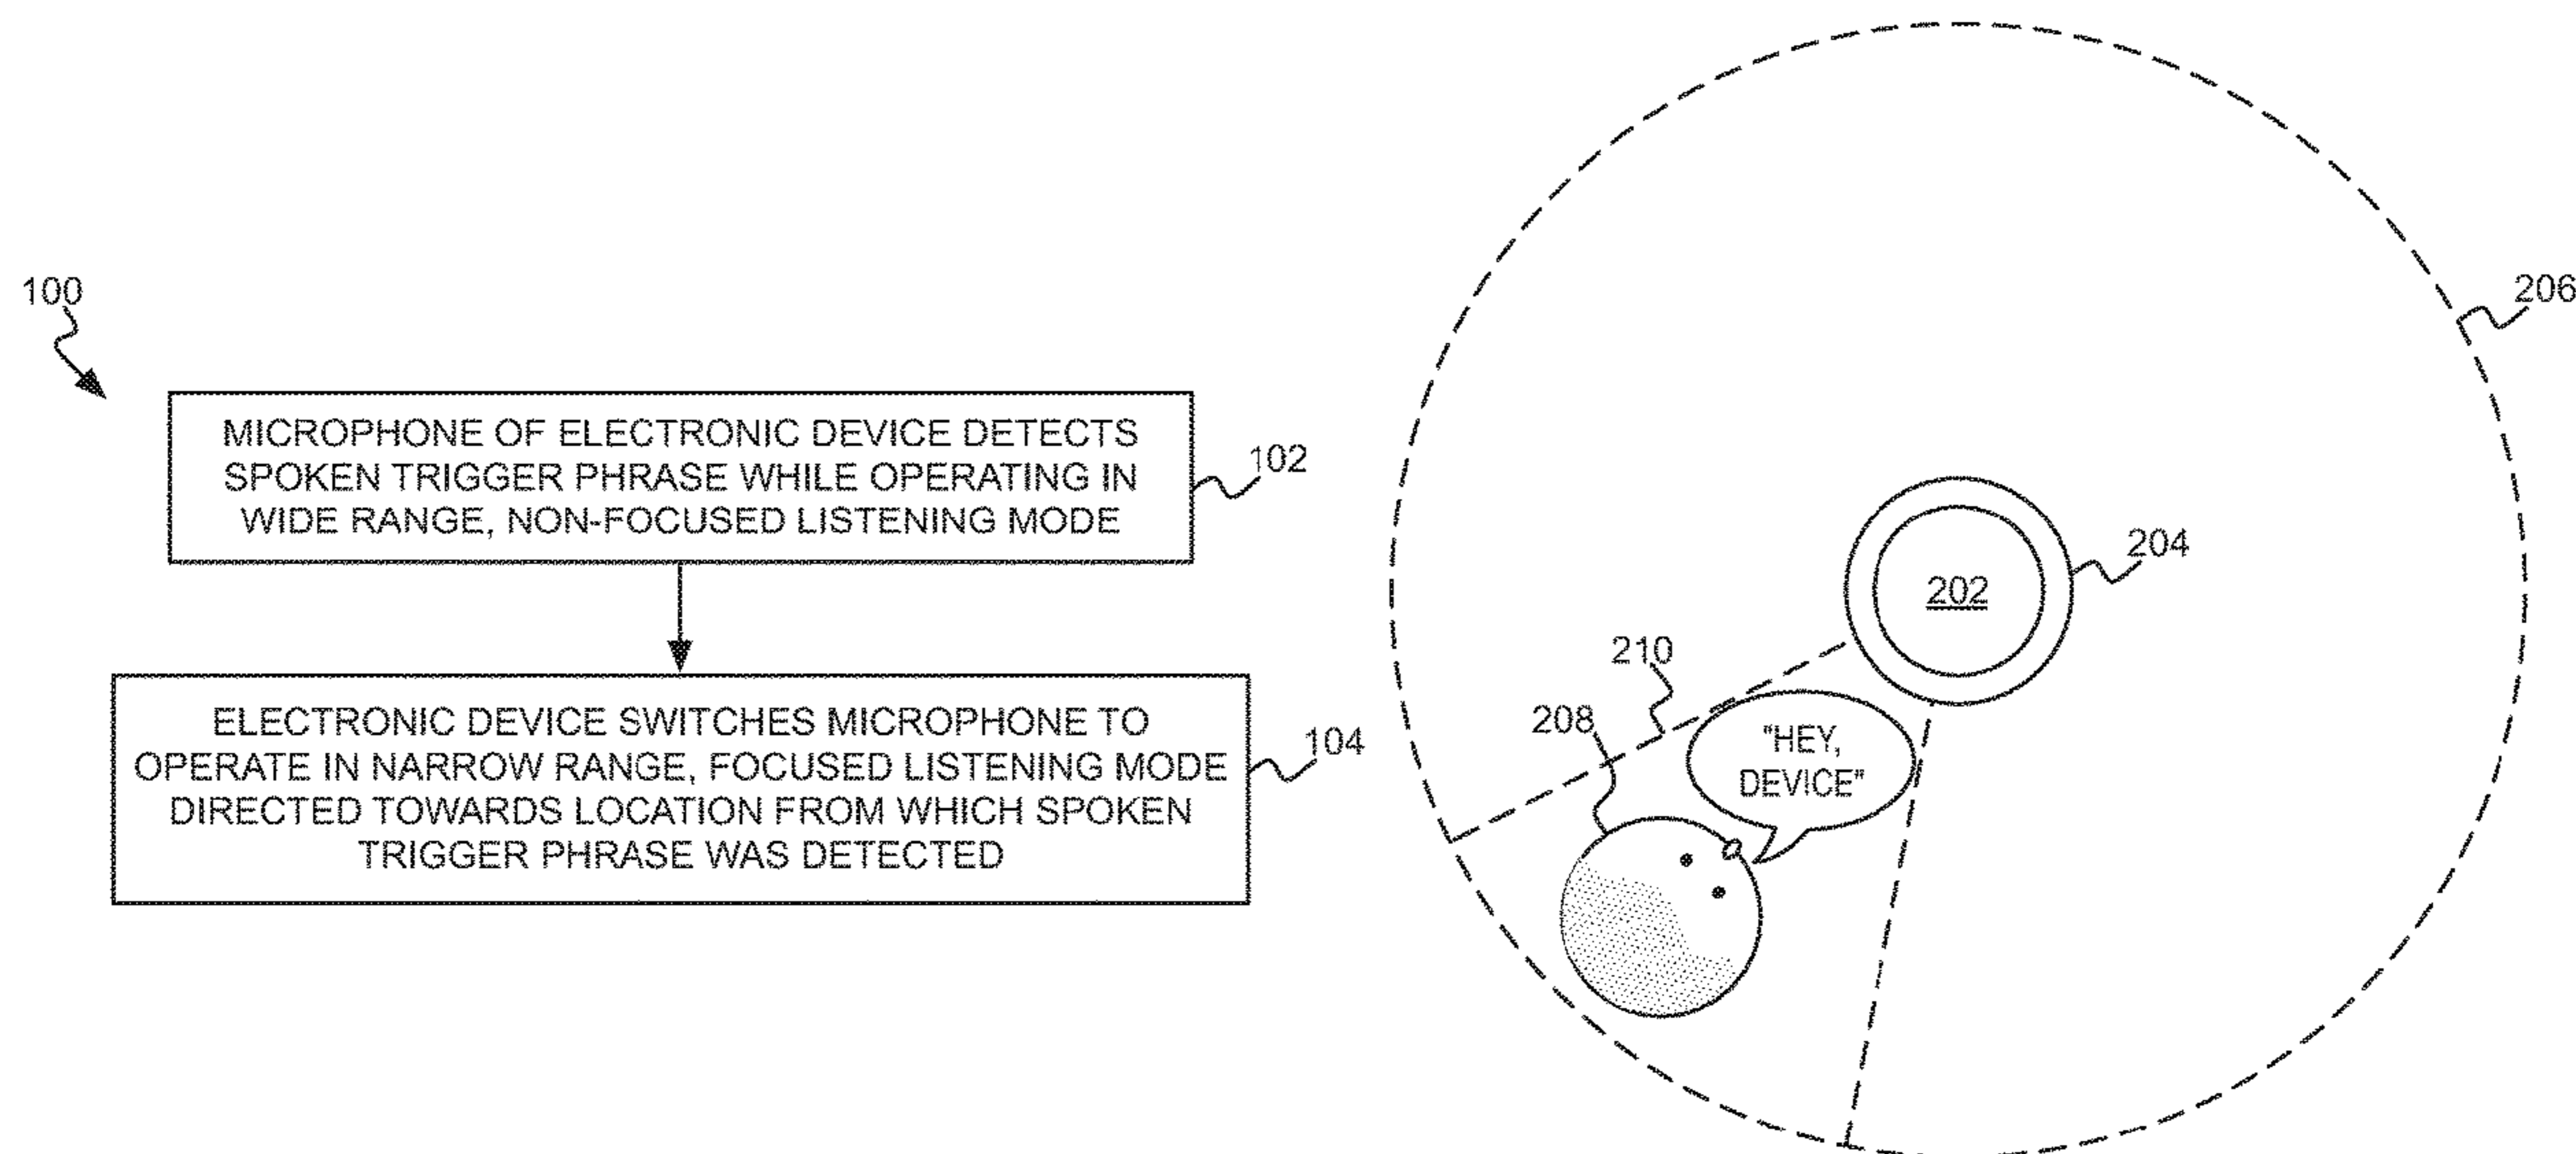 100
MICROPHONE OF ELECTRONIC DEVICE DETECTS
SPOKEN TRIGGER PHRASE WHILE OPERATING IN
WIDE RANGE, NON-FOCUSED LISTENING MODE
102
ELECTRONIC DEVICE SWITCHES MICROPHONE TO
OPERATE IN NARROW RANGE, FOCUSED LISTENING MODE
DIRECTED TOWARDS LOCATION FROM WHICH SPOKEN
TRIGGER PHRASE WAS DETECTED
104
206
204
202
210
208
"HEY,
DEVICE"